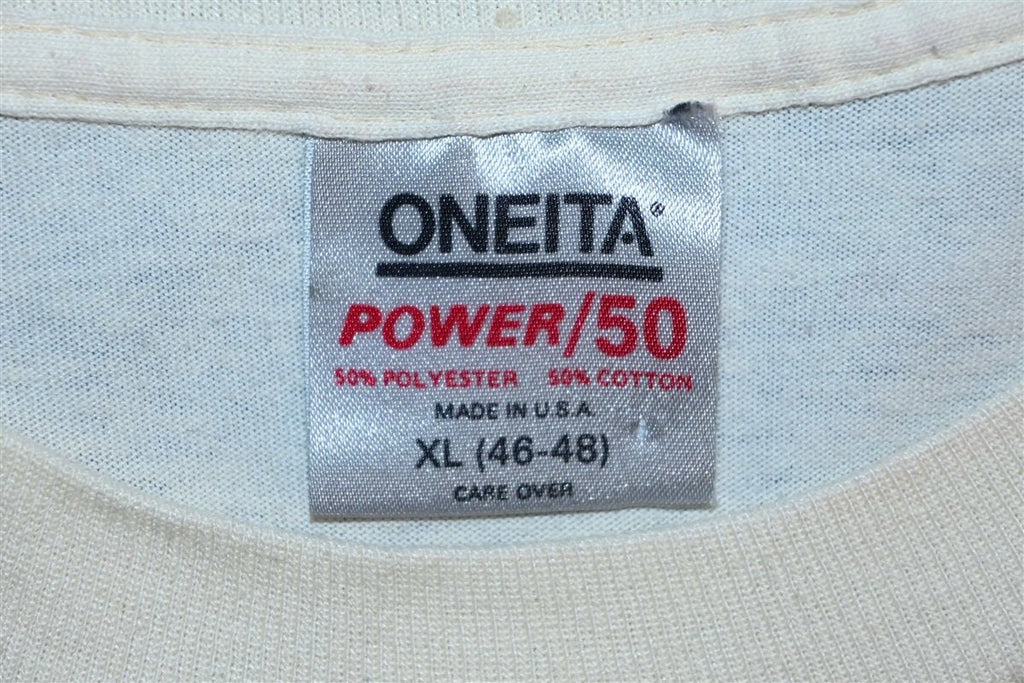 ONEITA®
POWER/50
50% POLYESTER 50% COTTON
MADE IN U.S.A.
XL (46-48)
CARE OVER